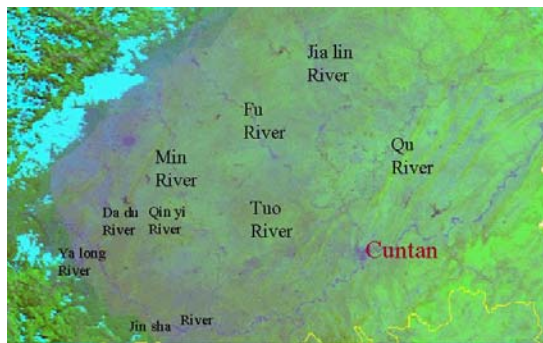 Jia lin
River
Fu
River
Qu
River
Min
River
Da du
River
Qin yi
River
Tuo
River
Cuntan
Ya long
River
Jin sha River